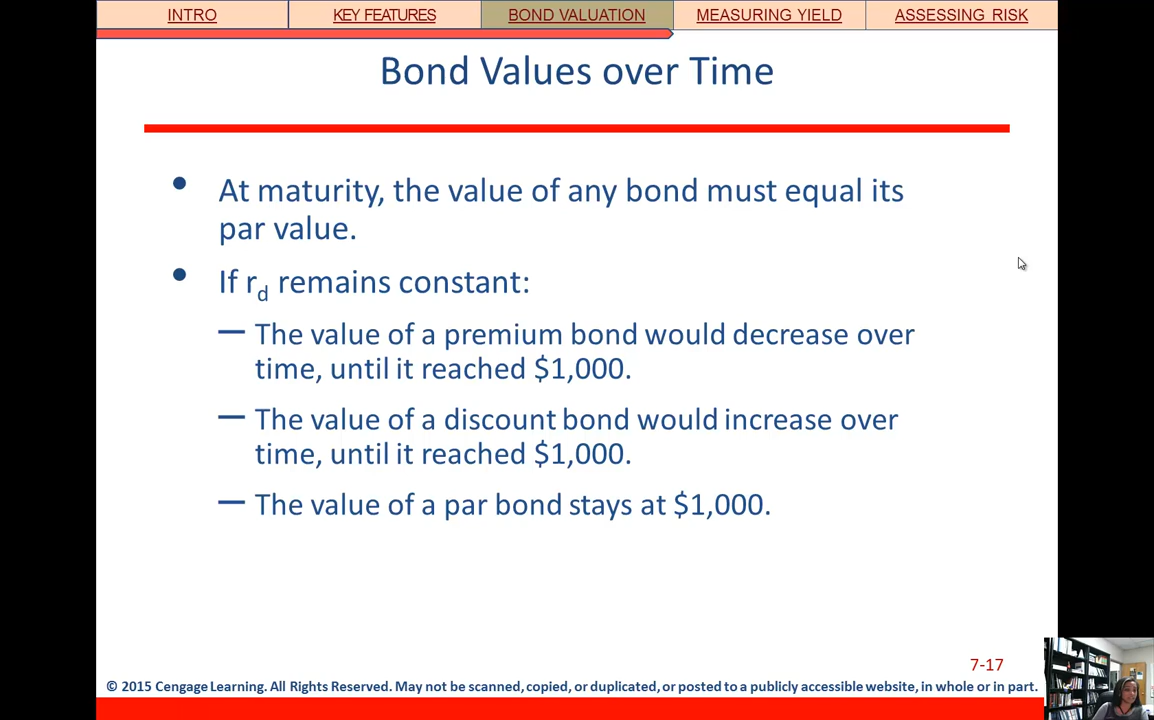 INTRO KEY FEATURES BOND VALUATION MEASURING YIELD ASSESSING RISK
Bond Values over Time
• At maturity, the value of any bond must equal its
par value.
• If rd remains constant:
— The value of a premium bond would decrease over
time, until it reached $1,000.
— The value of a discount bond would increase over
time, until it reached $1,000.
— The value of a par bond stays at $1,000.
7-17
© 2015 Cengage Learning. All Rights Reserved. May not be scanned, copied, or duplicated, or posted to a publicly accessible website, in whole or in part.